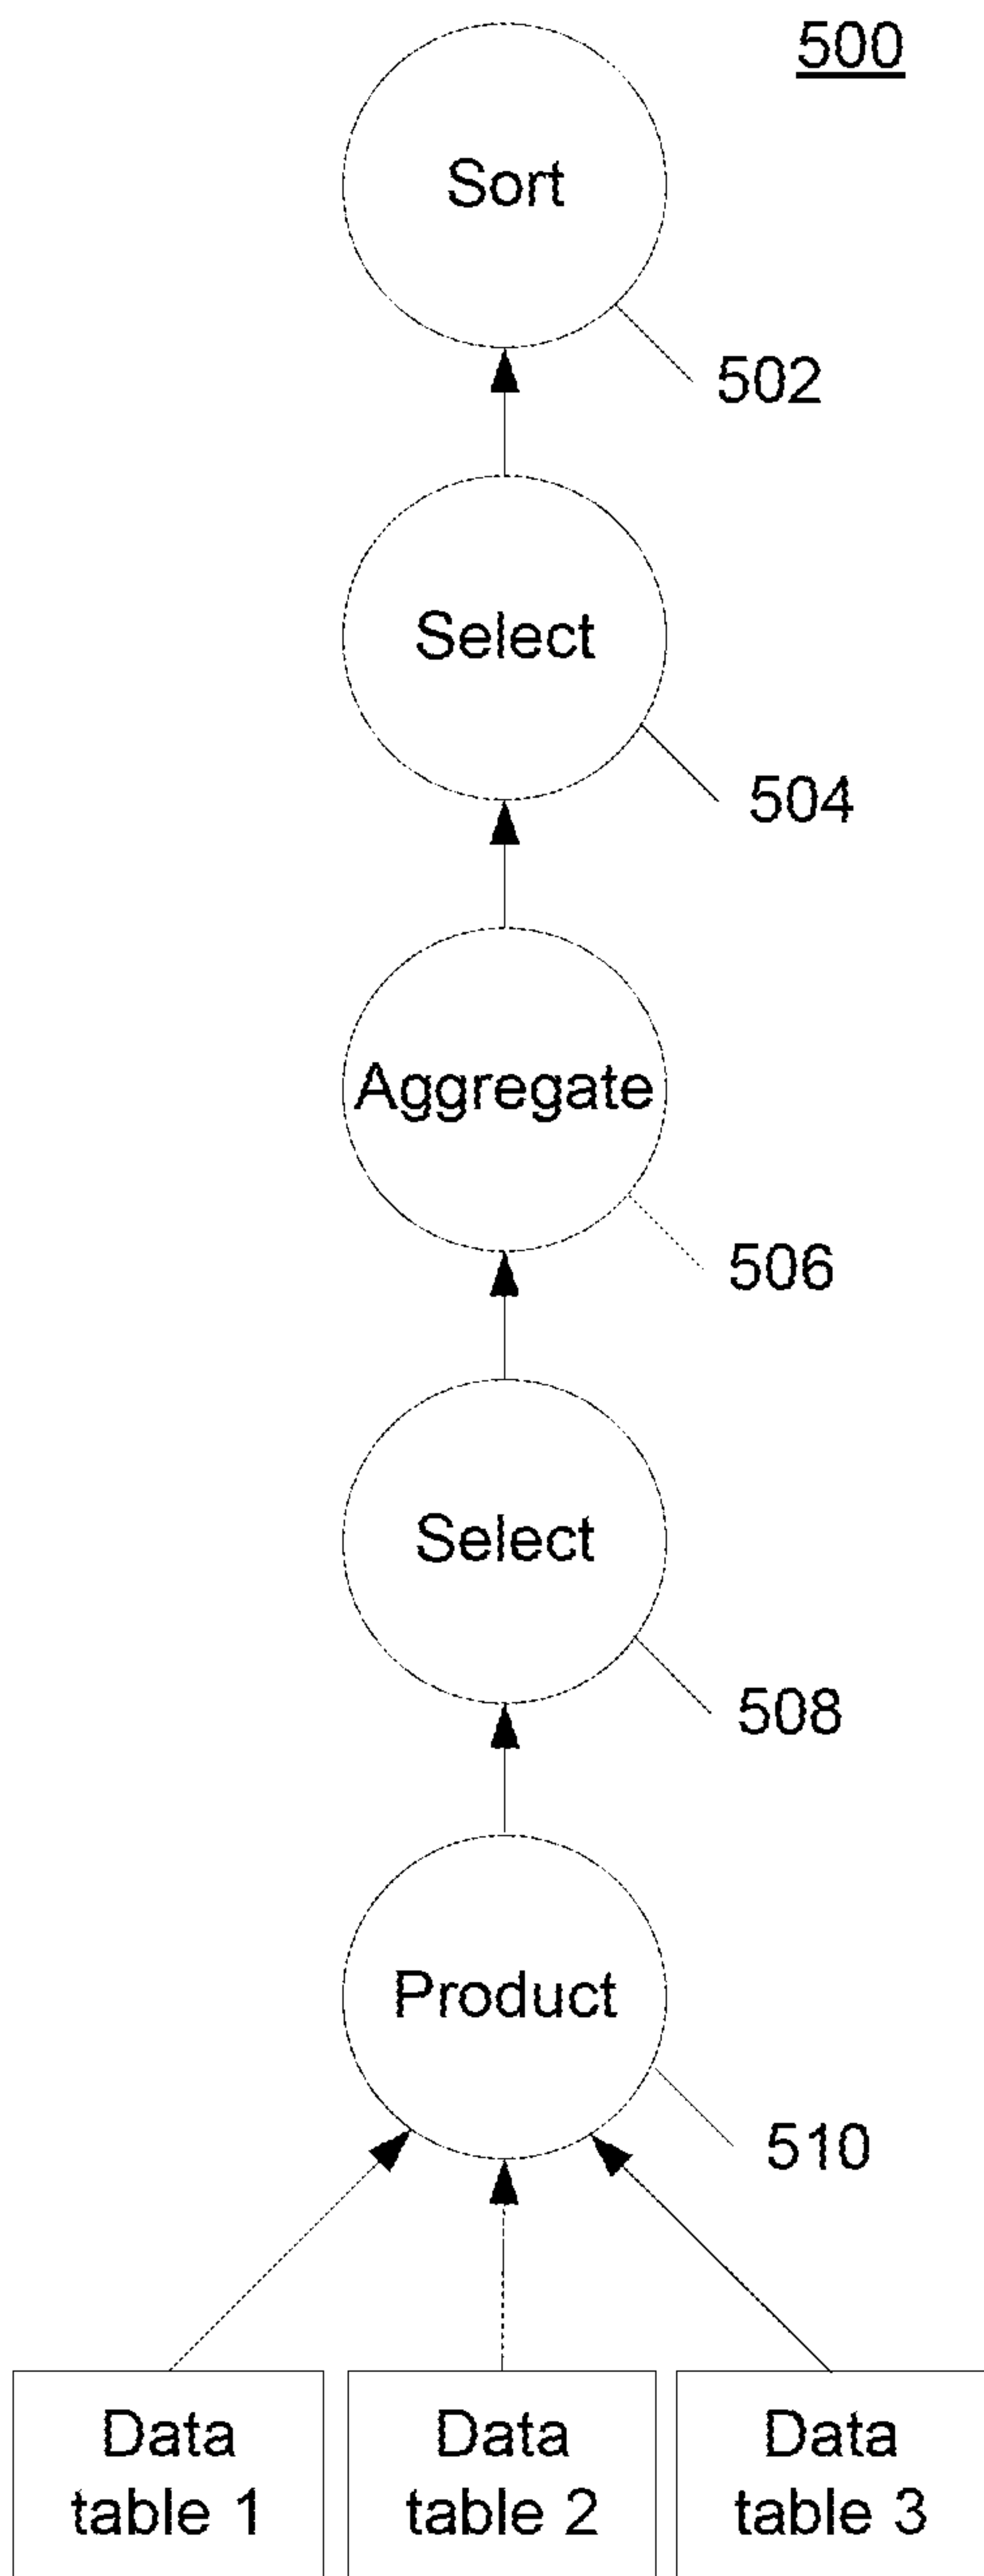 500
Sort
502
Select
504
Aggregate
506
Select
508
Product
510
Data
table 1
Data
table 2
Data
table 3